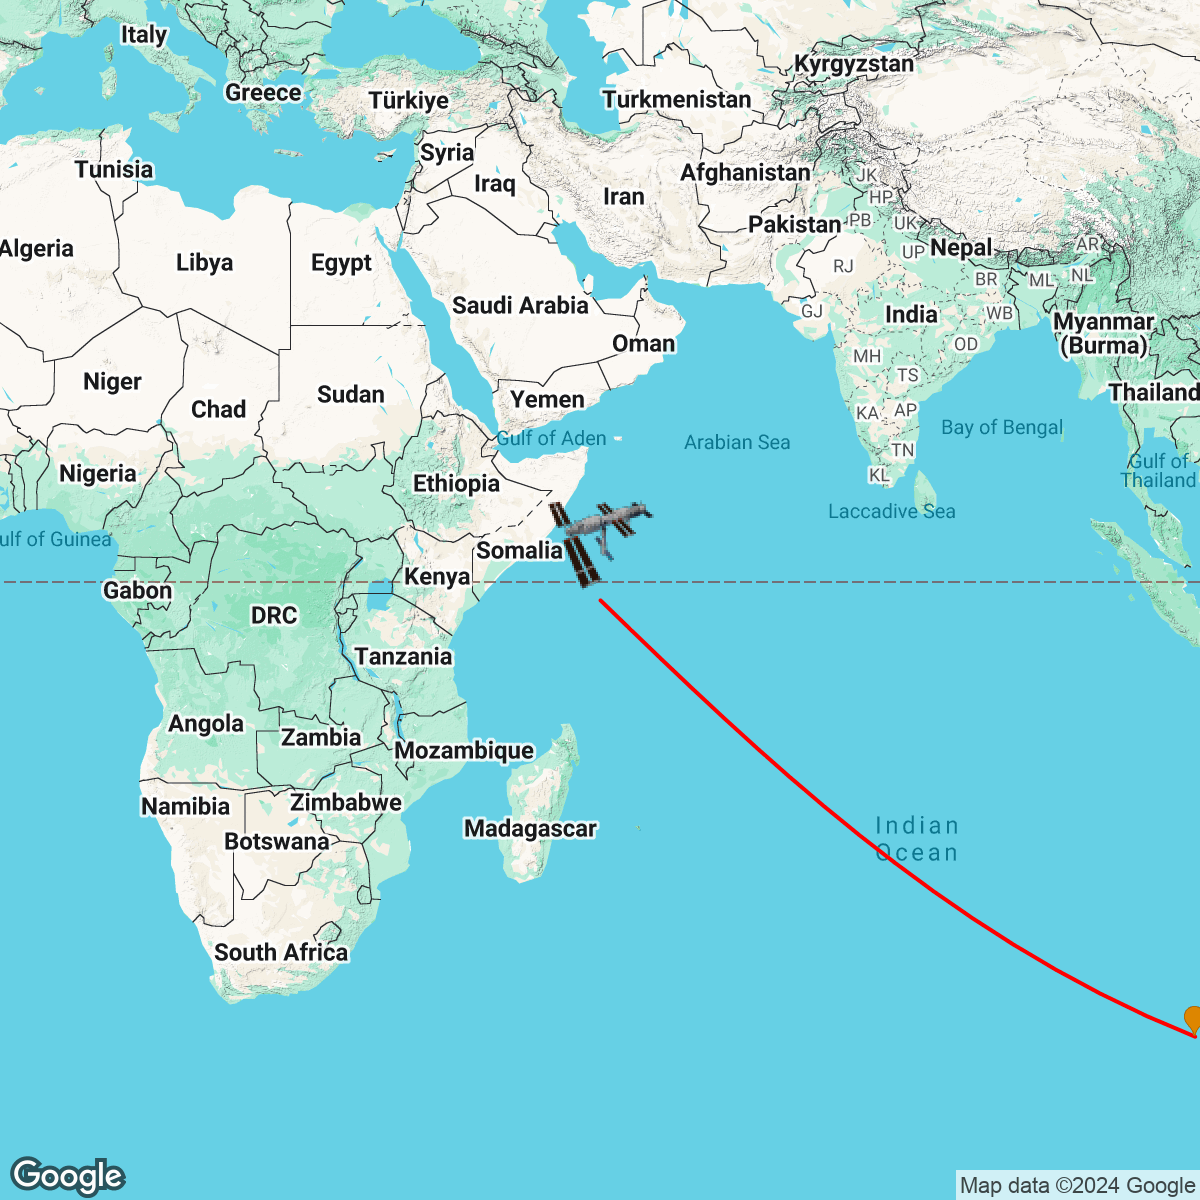 Italy
Kyrgyzstan
Greece
Türkiye
Turkmenistan
Syria
Tunisia
Iraq
Iran
Afghanistan
JK
HP
Pakistan
PB
UK
Algeria
Libya
Egypt
UP
Nepal
AR
RJ
BR
ML
NL
Saudi Arabia
GJ
India
WB
Myanmar
(Burma)
Oman
OD
MH
TS
Niger
Chad
Sudan
Yemen
Thailand
KA
AP
Gulf of Aden
Arabian Sea
Bay of Bengal
TN
Nigeria
Ethiopia
KL
Gulf of
Thailand
Laccadive Sea
ulf of Guinea
Somalia
Gabon
Kenya
DRC
Tanzania
Angola
Zambia
Mozambique
Namibia
Zimbabwe
Botswana
Madagascar
Indian
Ocean
South Africa
Google
Map data ©2024 Google